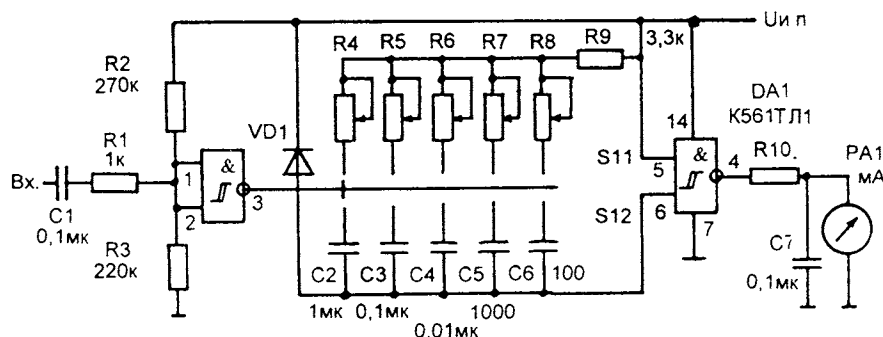 R4 R5 R6 R7 R8 R9
3,3к
Uи п
R2
270к
DA1
К561ТЛ1
VD1
&
14
&
R1
1к
S11
5
4
R10.
PA1
мА
Вх.
1
3
S12
6
7
C1
0,1мк
2
R3
220к
C2 C3 C4 C5 C6 100
C7
0,1мк
1мк 0,1мк 1000
0,01мк